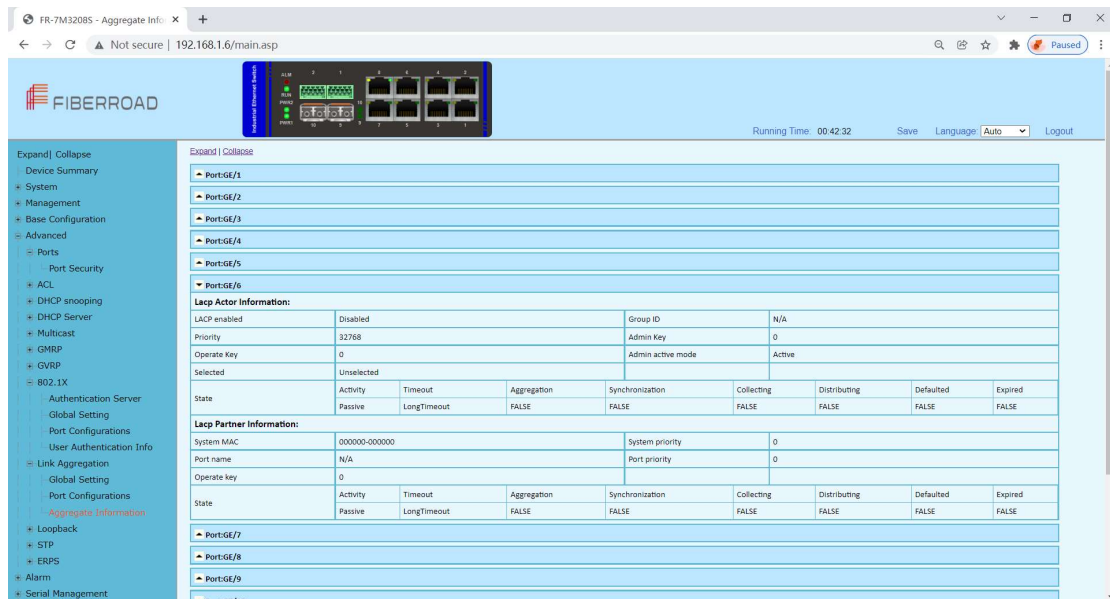 FR-7M3208S - Aggregate Info
Not secure | 192.168.1.6/main.asp
Paused
FIBERROAD
Industrial Ethernet Switch
ALM
RUN
PWR2
PWR1
Running Time: 00:42:32 Save Language: Auto Logout
Expand| Collapse
Device Summary
System
Management
Base Configuration
Advanced
Ports
Port Security
ACL
DHCP snooping
DHCP Server
Multicast
GMRP
GVRP
802.1X
Authentication Server
Global Setting
Port Configurations
User Authentication Info
Link Aggregation
Global Setting
Port Configurations
Aggregate Information
Loopback
STP
ERPS
Alarm
Serial Management
Expand | Collapse
Port:GE/1
Port:GE/2
Port:GE/3
Port:GE/4
Port:GE/5
Port:GE/6
Lacp Actor Information:
LACP enabled Disabled Group ID N/A
Priority 32768 Admin Key 0
Operate Key 0 Admin active mode Active
Selected Unselected
State Activity Timeout Aggregation Synchronization Collecting Distributing Defaulted Expired
Passive LongTimeout FALSE FALSE FALSE FALSE FALSE FALSE
Lacp Partner Information:
System MAC 000000-000000 System priority 0
Port name N/A Port priority 0
Operate key 0
State Activity Timeout Aggregation Synchronization Collecting Distributing Defaulted Expired
Passive LongTimeout FALSE FALSE FALSE FALSE FALSE FALSE
Port:GE/7
Port:GE/8
Port:GE/9